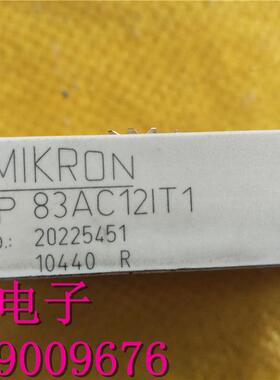 MIKRON
P 83AC12IT1
o.: 20225451
10440 R
电子
9009676